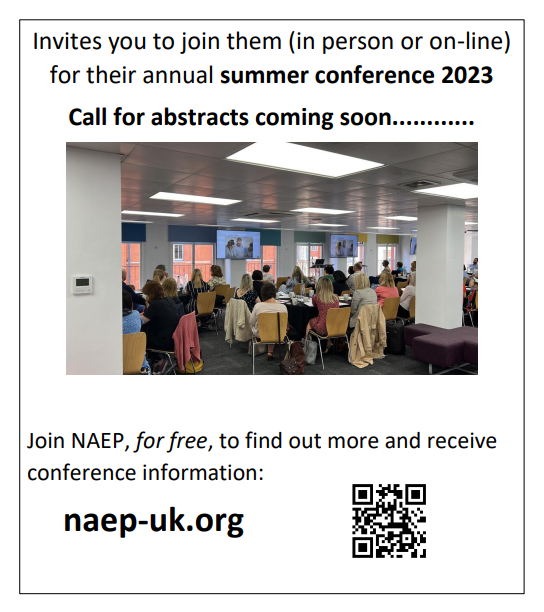 Invites you to join them (in person or on-line)
for their annual summer conference 2023
Call for abstracts coming soon............
Join NAEP, for free, to find out more and receive
conference information:
naep-uk.org